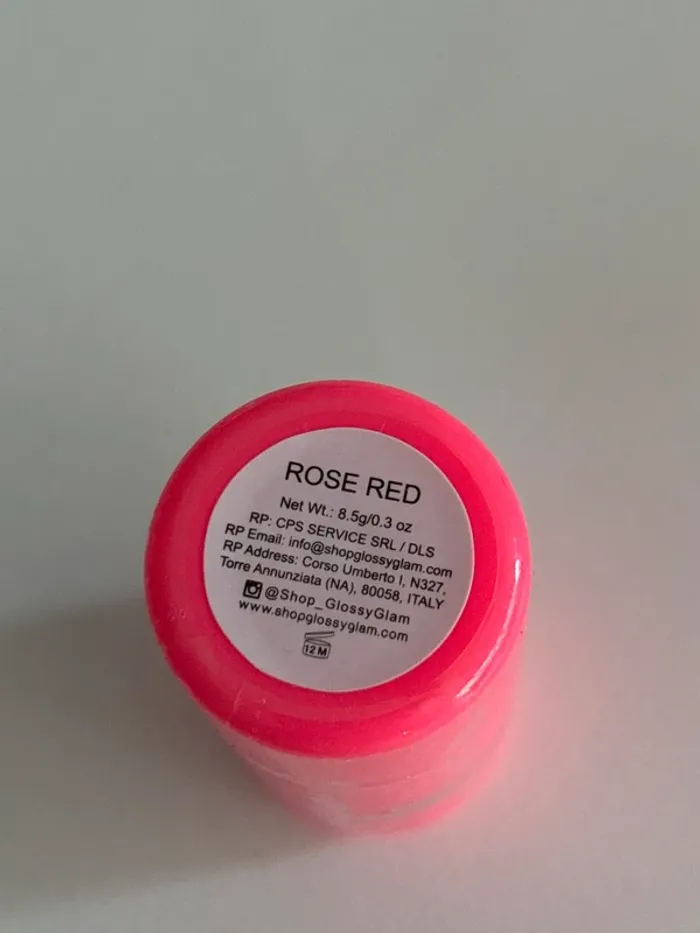 ROSE RED
Net Wt.: 8.5g/0.3 oz
RP: CPS SERVICE SRL / DLS
RP Email: info@shopglossyglam.com
RP Address: Corso Umberto I, N327,
Torre Annunziata (NA), 80058, ITALY
@Shop_GlossyGlam
www.shopglossyglam.com
12 M